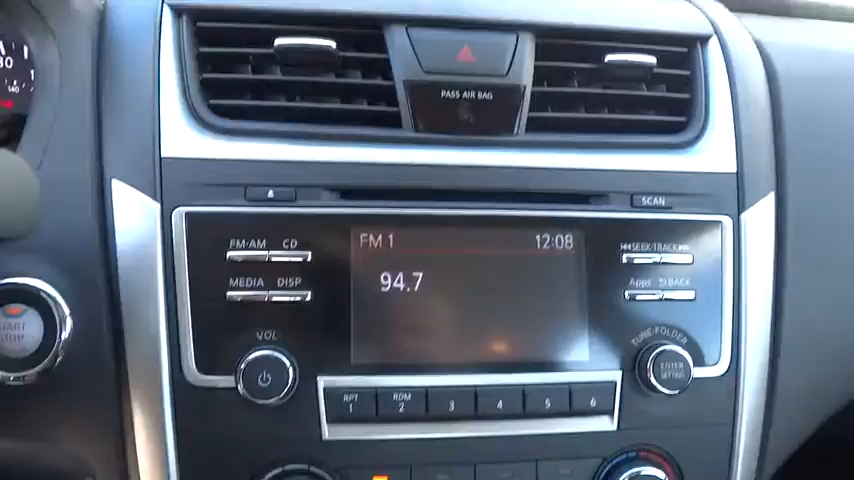 140
PASS AIR BAG
SCAN
FM·AM CD
MEDIA DISP
FM 1 12:08
94.7
SEEK·TRACK
Apps BACK
VOL
TUNE·FOLDER
ENTER
SETTING
RPT RDM
1 2 3 4 5 6
START
STOP